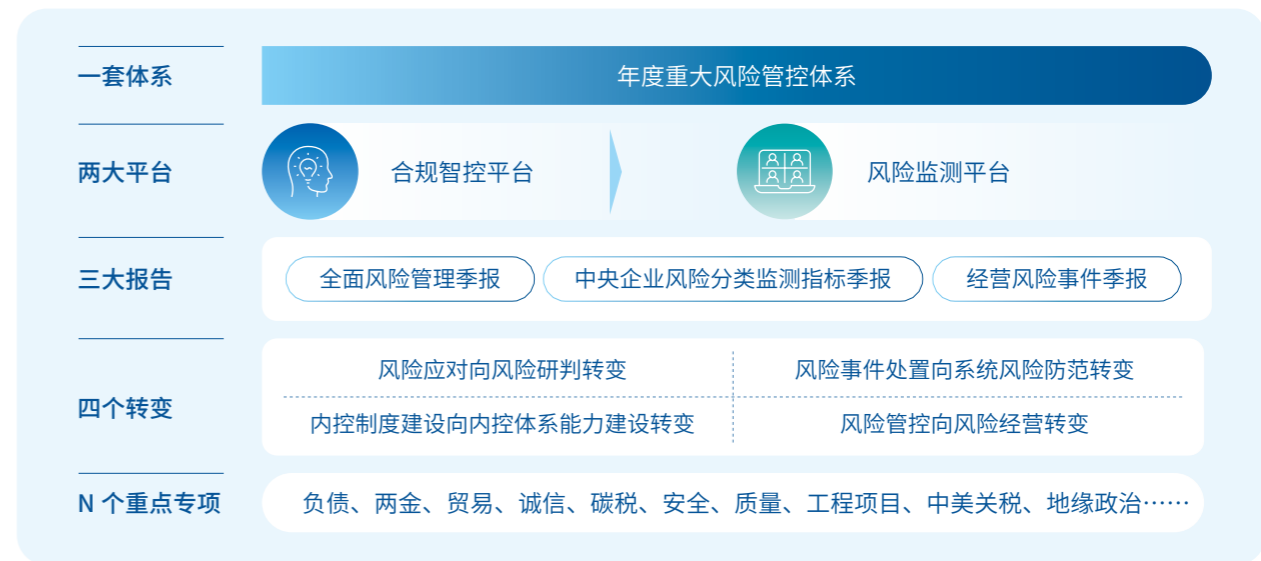 一套体系
年度重大风险管控体系
两大平台
合规智控平台
风险监测平台
三大报告
全面风险管理季报
中央企业风险分类监测指标季报
经营风险事件季报
四个转变
风险应对向风险研判转变
风险事件处置向系统风险防范转变
内控制度建设向内控体系能力建设转变
风险管控向风险经营转变
N 个重点专项
负债、两金、贸易、诚信、碳税、安全、质量、工程项目、中美关税、地缘政治……